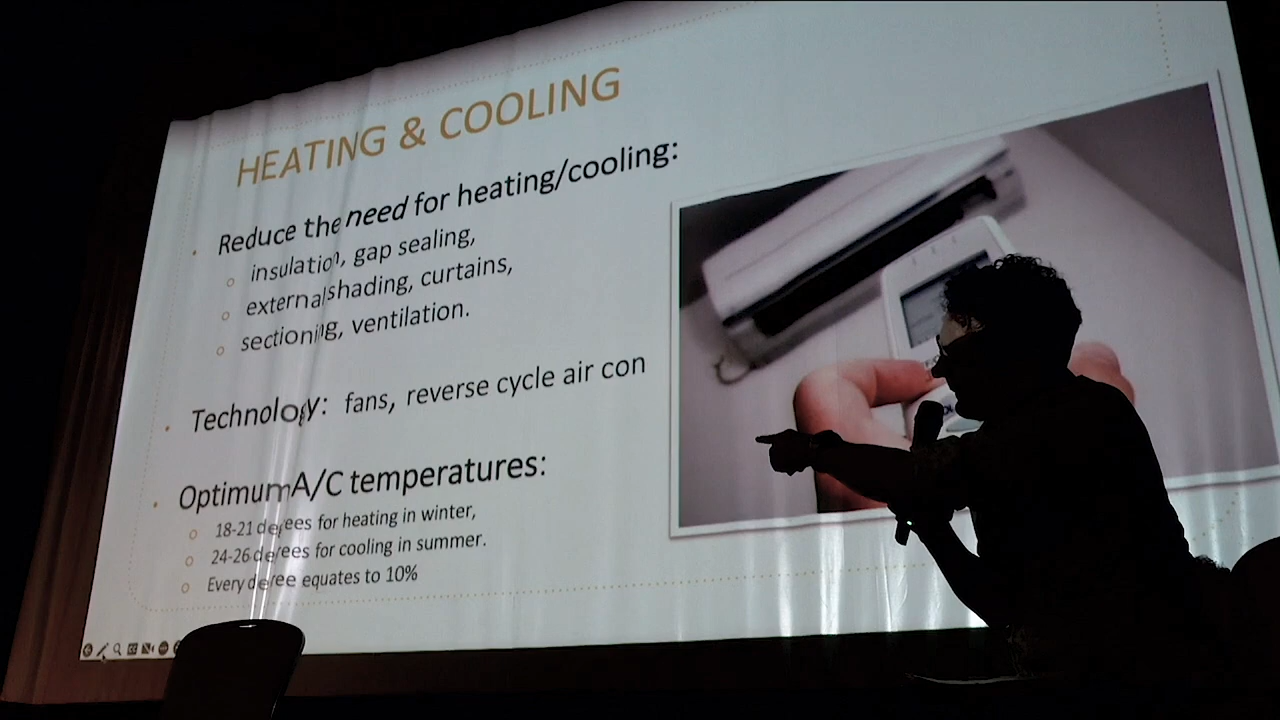 HEATING & COOLING
Reduce the need for heating/cooling:
insulation, gap sealing,
external shading, curtains,
sectioning, ventilation.
Technology: fans, reverse cycle air con
Optimum A/C temperatures:
18-21 degrees for heating in winter,
24-26 degrees for cooling in summer.
Every degree equates to 10%